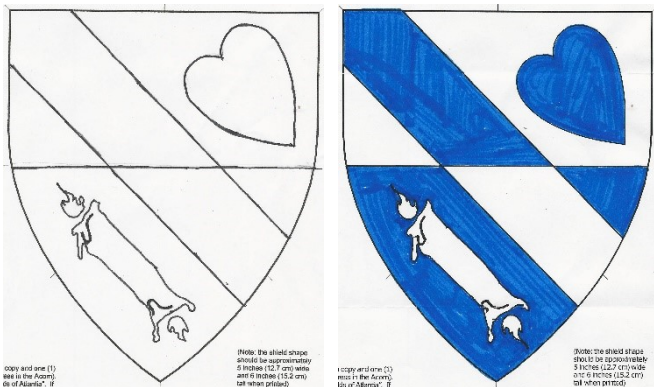 (Note: the shield shape
should be approximately
5 inches (12.7 cm) wide
and 6 inches (15.2 cm)
tall when printed)
copy and one (1)
ress in the Acorn).
ds of Atlantia". If
(Note: the shield shape
should be approximately
5 inches (12.7 cm) wide
and 6 inches (15.2 cm)
tall when printed)
copy and one (1)
ress in the Acorn).
lds of Atlantia". If